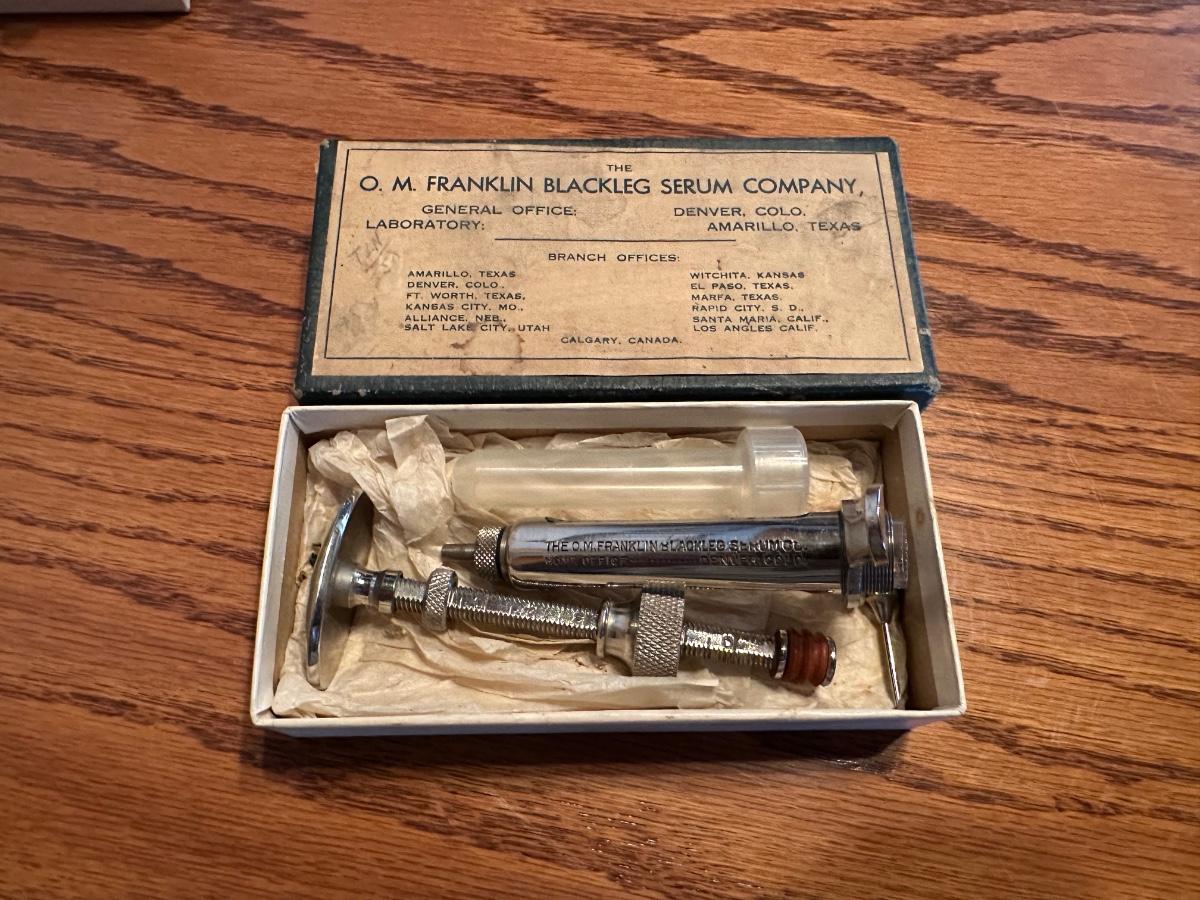 THE
O. M. FRANKLIN BLACKLEG SERUM COMPANY,
GENERAL OFFICE: DENVER, COLO.
LABORATORY: AMARILLO, TEXAS
BRANCH OFFICES:
AMARILLO, TEXAS
DENVER, COLO.,
FT. WORTH, TEXAS,
KANSAS CITY, MO.,
ALLIANCE, NEB.,
SALT LAKE CITY, UTAH
WITCHITA, KANSAS
EL PASO, TEXAS,
MARFA, TEXAS,
RAPID CITY, S. D.,
SANTA MARIA, CALIF.,
LOS ANGLES CALIF.
CALGARY, CANADA.
THE O.M. FRANKLIN BLACKLEG SERUM CO.
HOME OFFICE DENVER COLO.